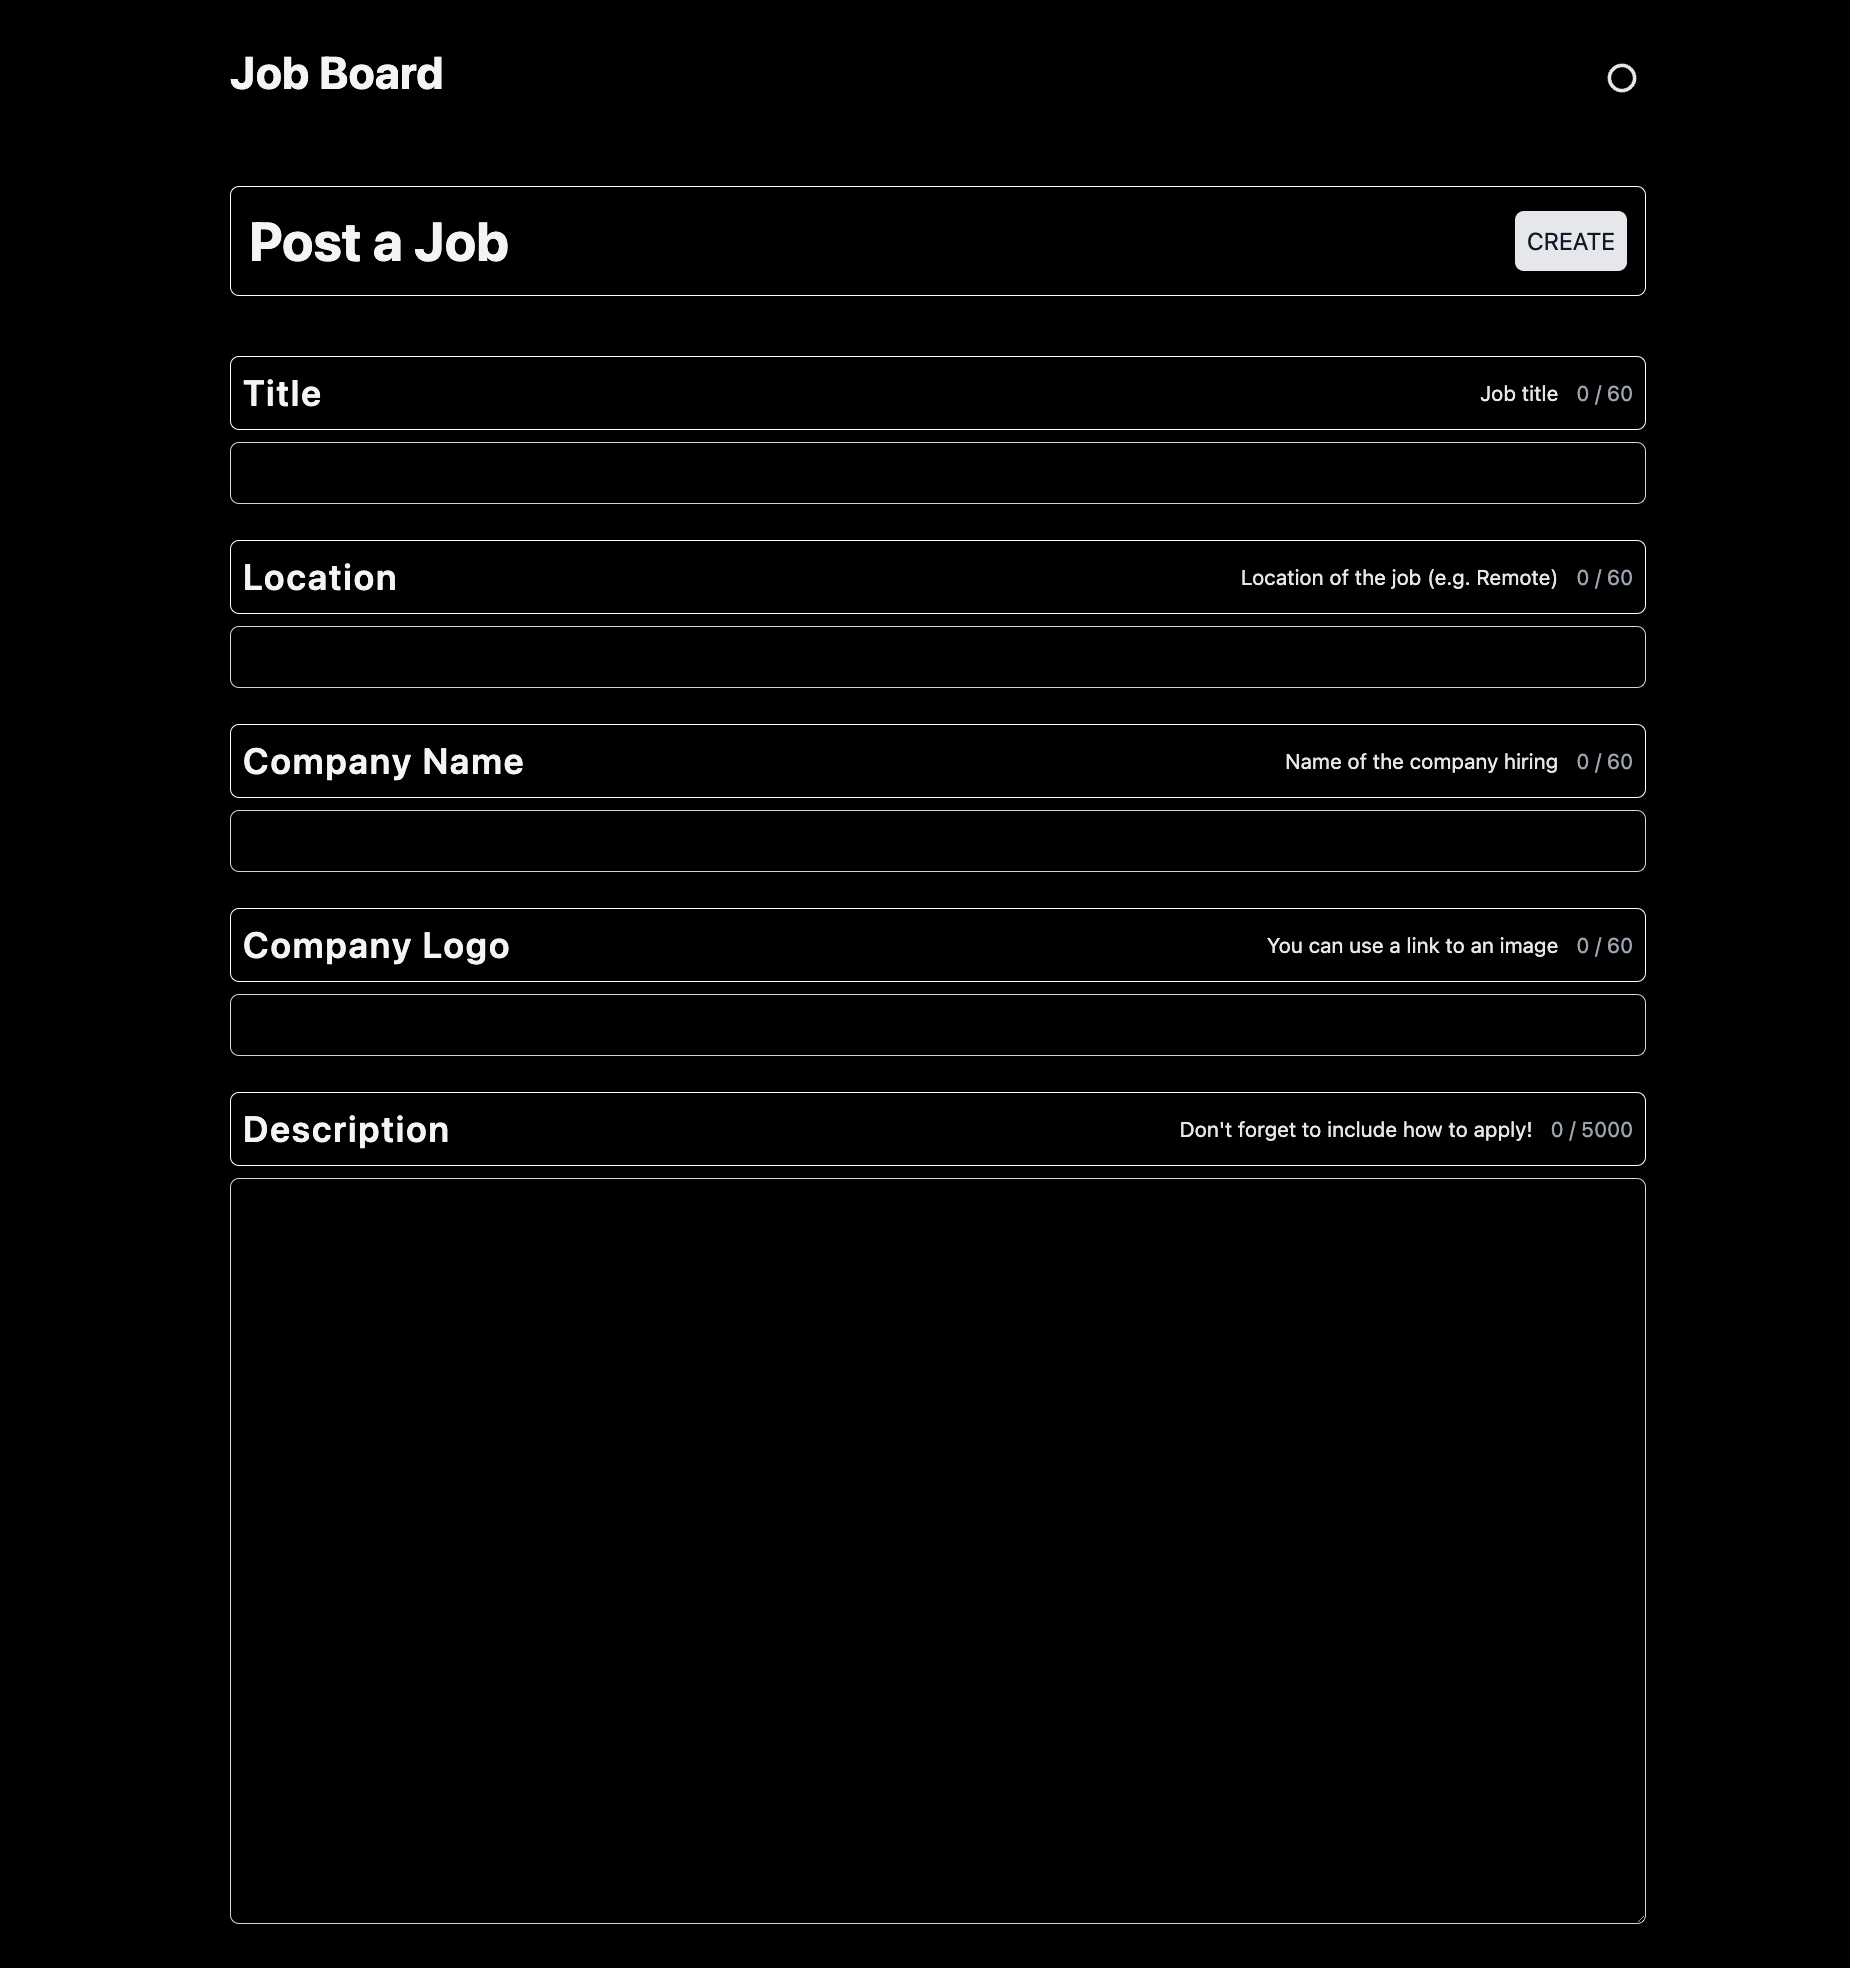 Job Board
Post a Job CREATE
Title Job title 0 / 60
Location Location of the job (e.g. Remote) 0 / 60
Company Name Name of the company hiring 0 / 60
Company Logo You can use a link to an image 0 / 60
Description Don't forget to include how to apply! 0 / 5000